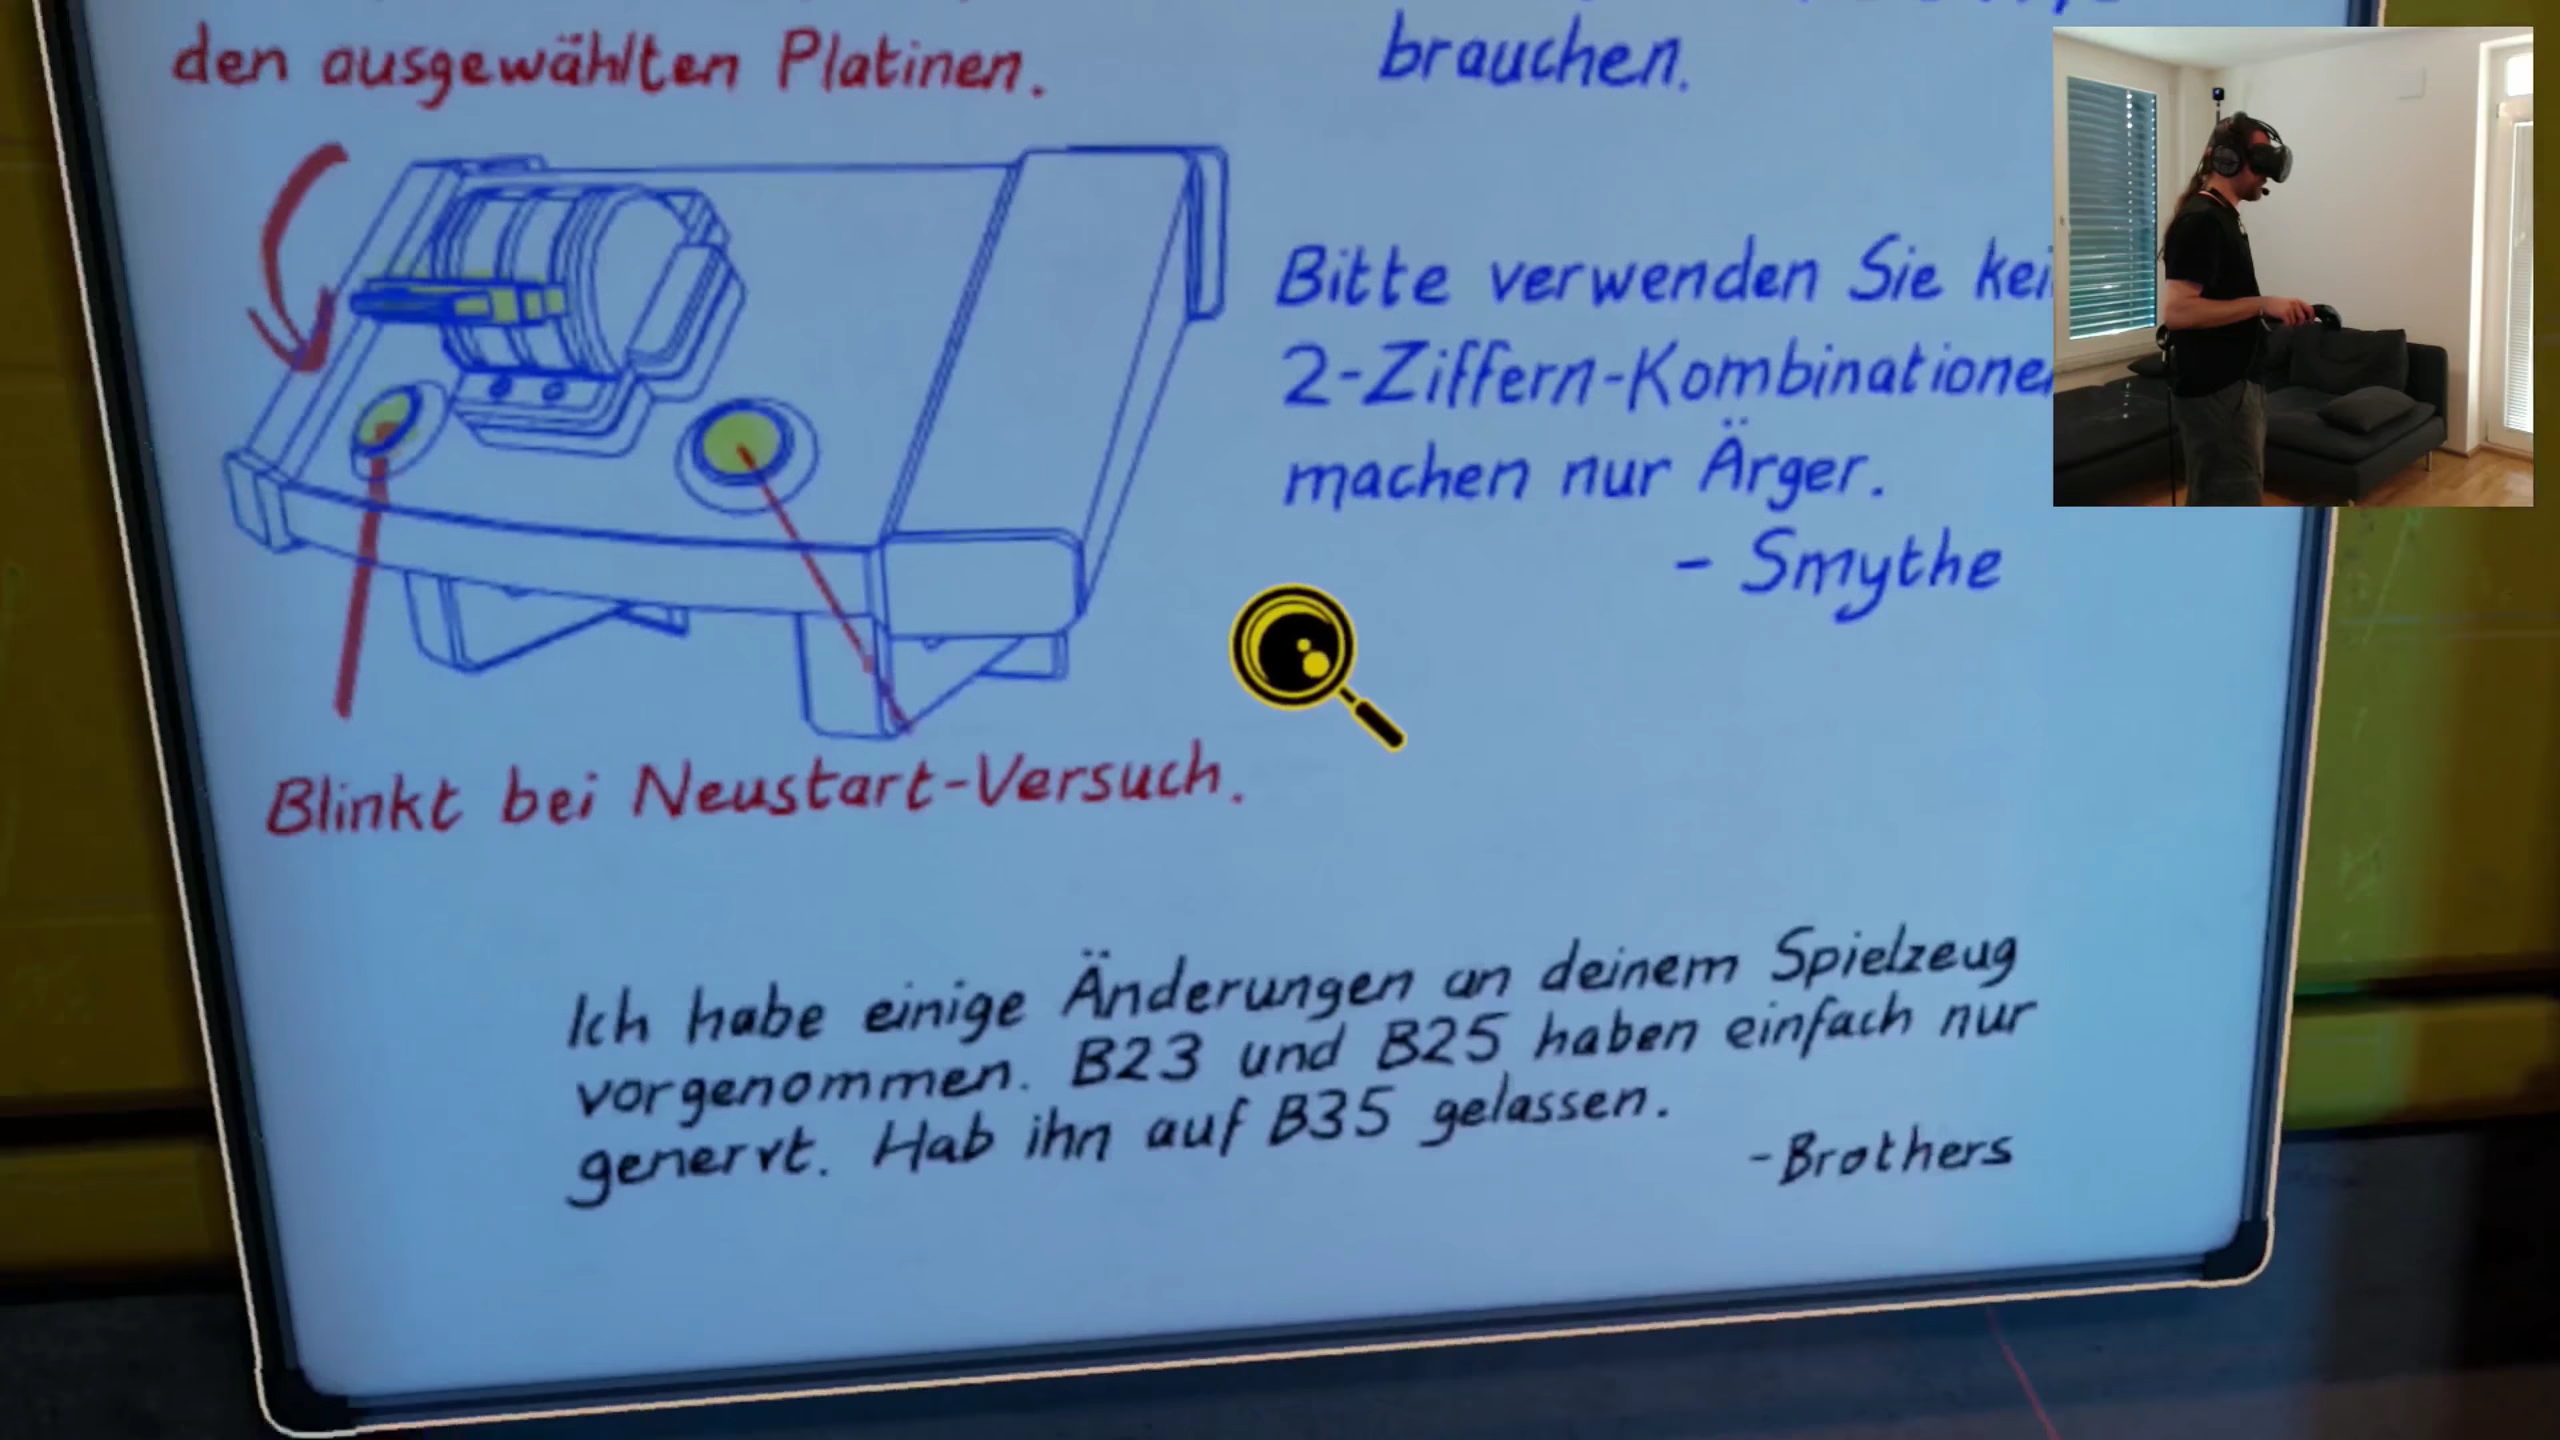 den ausgewählten Platinen.
brauchen.
Bitte verwenden Sie
2-Ziffern-Kombinatione
machen nur Ärger.
- Smythe
Blinkt bei Neustart-Versuch.
Ich habe einige Änderungen an deinem Spielzeug
vorgenommen. B23 und B25 haben einfach nur
genervt. Hab ihn auf B35 gelassen.
-Brothers